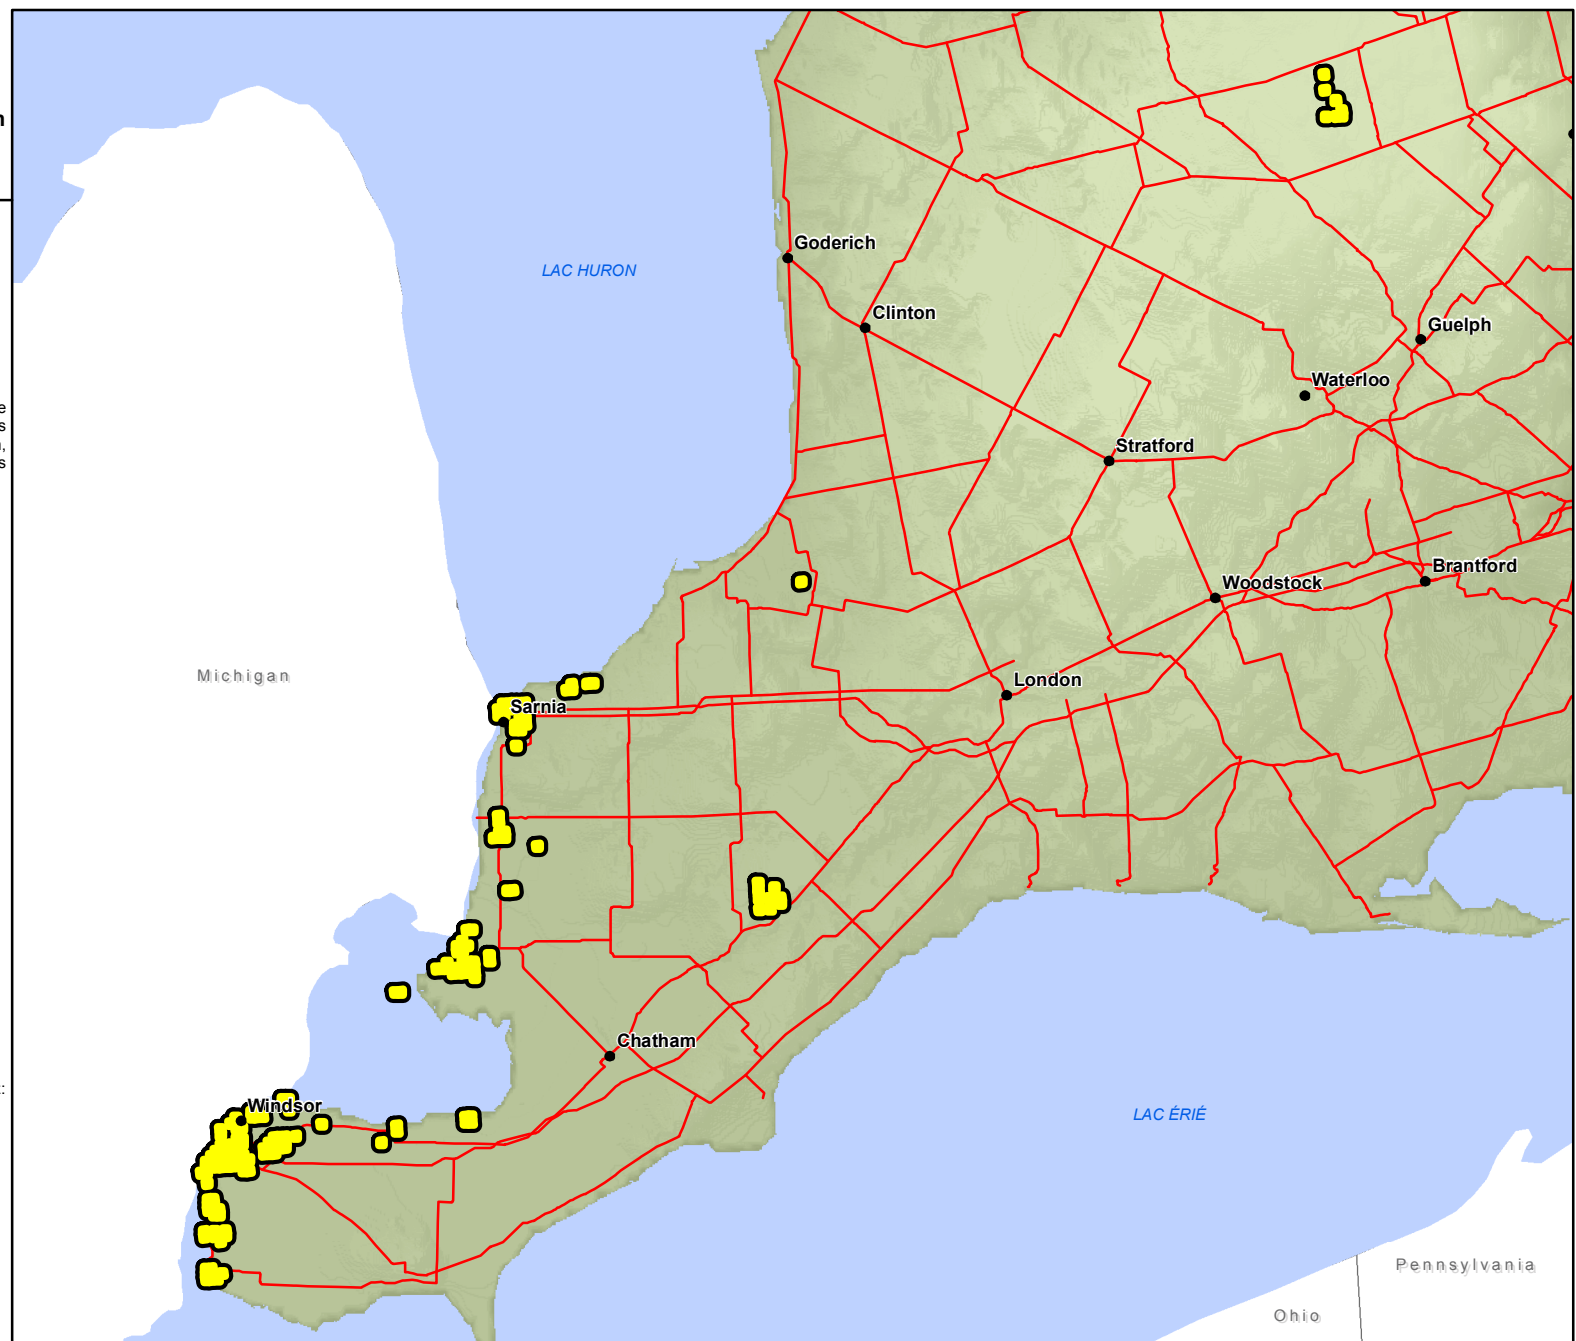 n
Goderich
LAC HURON
Clinton
Guelph
Waterloo
e
s
,
s
Stratford
Brantford
Woodstock
Michigan
London
Sarnia
Chatham
:
Windsor
LAC ÉRIÉ
Pennsylvania
Ohio